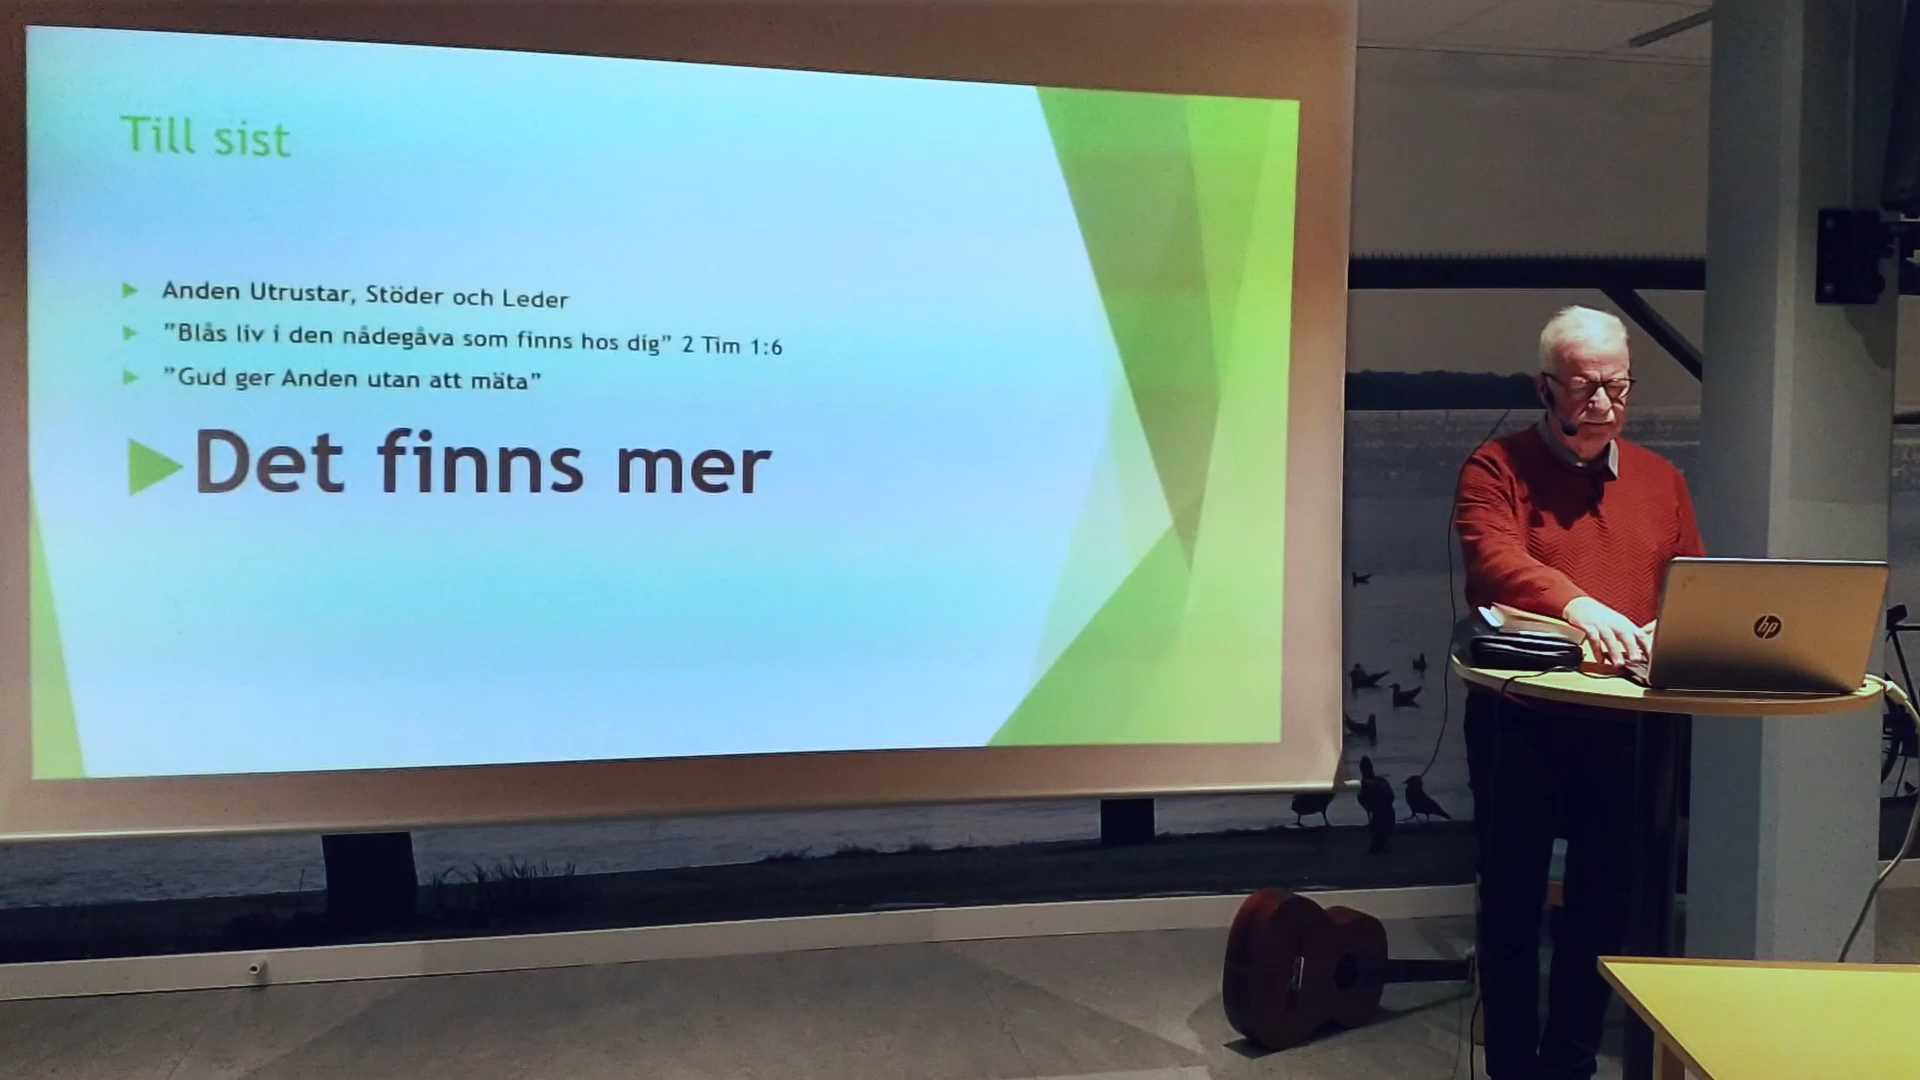 Till sist
Anden Utrustar, Stöder och Leder
”Blås liv i den nådegåva som finns hos dig” 2 Tim 1:6
”Gud ger Anden utan att mäta”
Det finns mer
hp